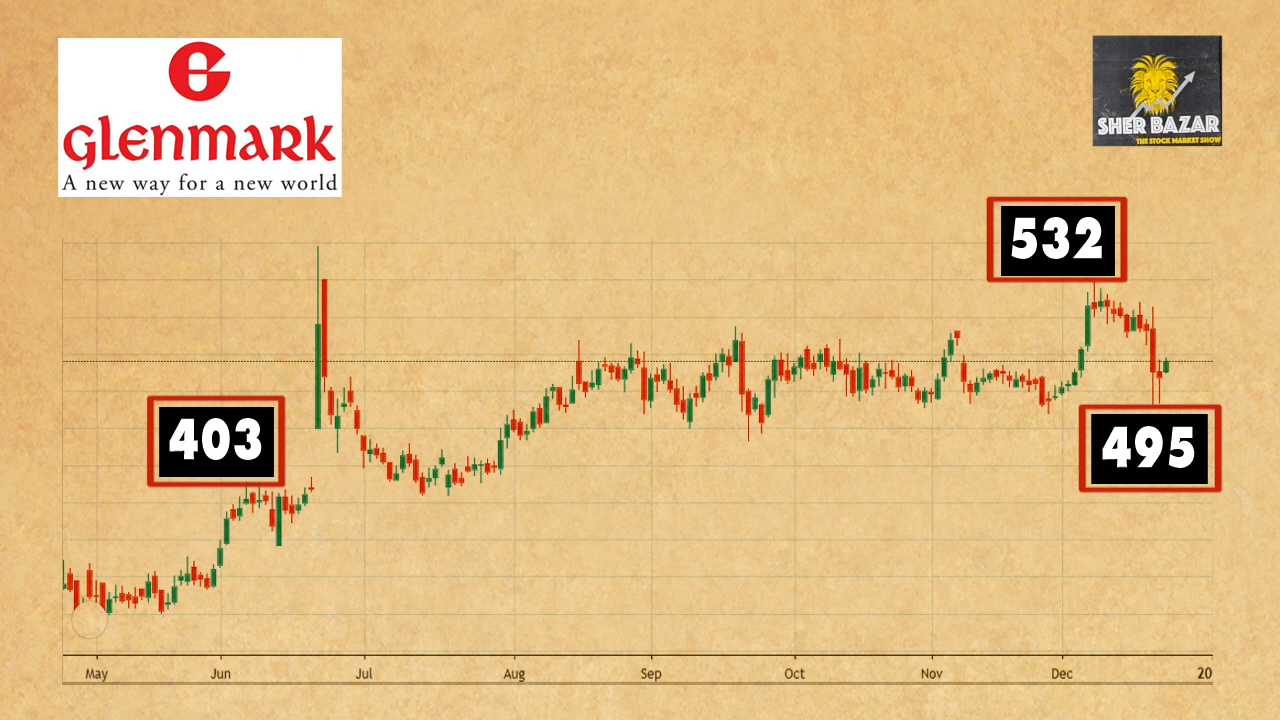 GLENMARK
A new way for a new world
SHER BAZAR
THE STOCK MARKET SHOW
532
403
495
May Jun Jul Aug Sep Oct Nov Dec 20